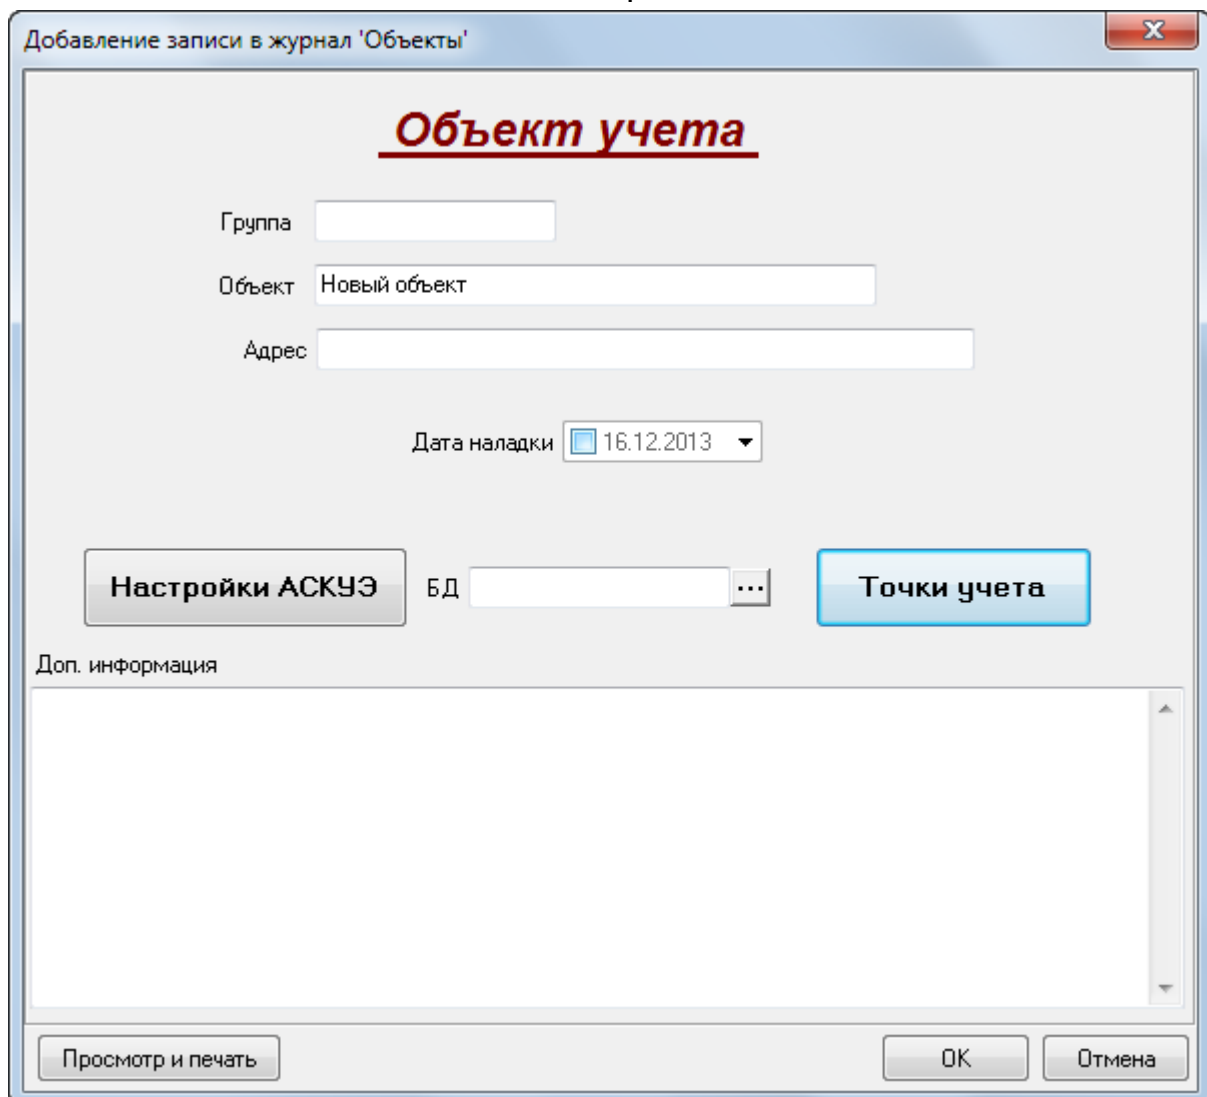 Добавление записи в журнал 'Объекты'
Объект учета
Группа
Объект Новый объект
Адрес
Дата наладки 16.12.2013
Настройки АСКУЭ БД ... Точки учета
Доп. информация
Просмотр и печать OK Отмена